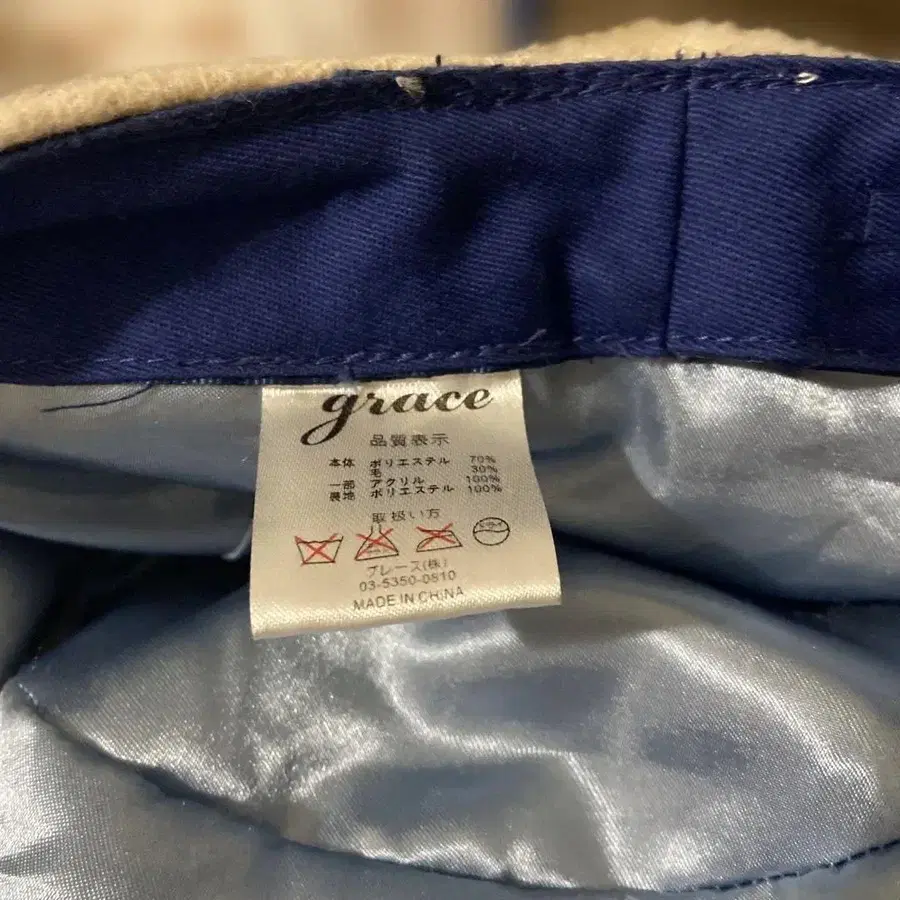 grace
品質表示
本体 ポリエステル 70%
毛 30%
一部 アクリル 100%
裏地 ポリエステル 100%
取扱い方
グレース(株)
03-5350-0810
MADE IN CHINA